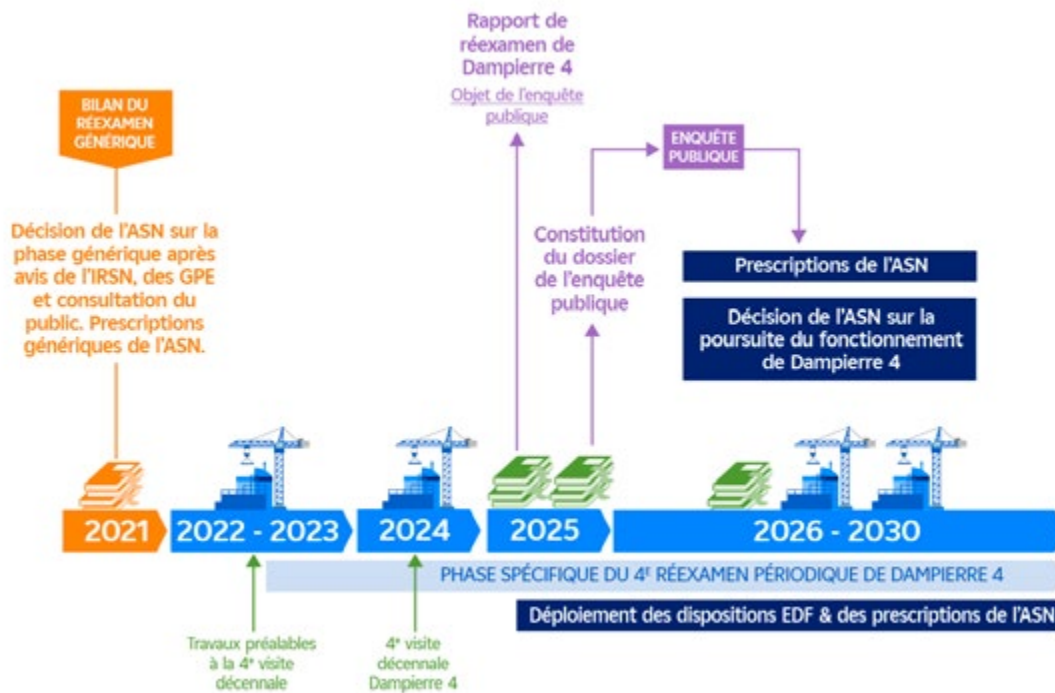 Rapport de
réexamen de
Dampierre 4
Objet de l'enquête
publique
BILAN DU
RÉEXAMEN
GÉNÉRIQUE
ENQUÊTE
PUBLIQUE
Décision de l'ASN sur la
phase générique après
avis de l'IRSN, des GPE
et consultation du
public. Prescriptions
génériques de l'ASN.
Constitution
du dossier
de l'enquête
publique
Prescriptions de l'ASN
Décision de l'ASN sur la
poursuite du fonctionnement
de Dampierre 4
2021
2022 - 2023
2024
2025
2026 - 2030
PHASE SPÉCIFIQUE DU 4E RÉEXAMEN PÉRIODIQUE DE DAMPIERRE 4
Déploiement des dispositions EDF & des prescriptions de l'ASN
Travaux préalables
à la 4e visite
décennale
4e visite
décennale
Dampierre 4